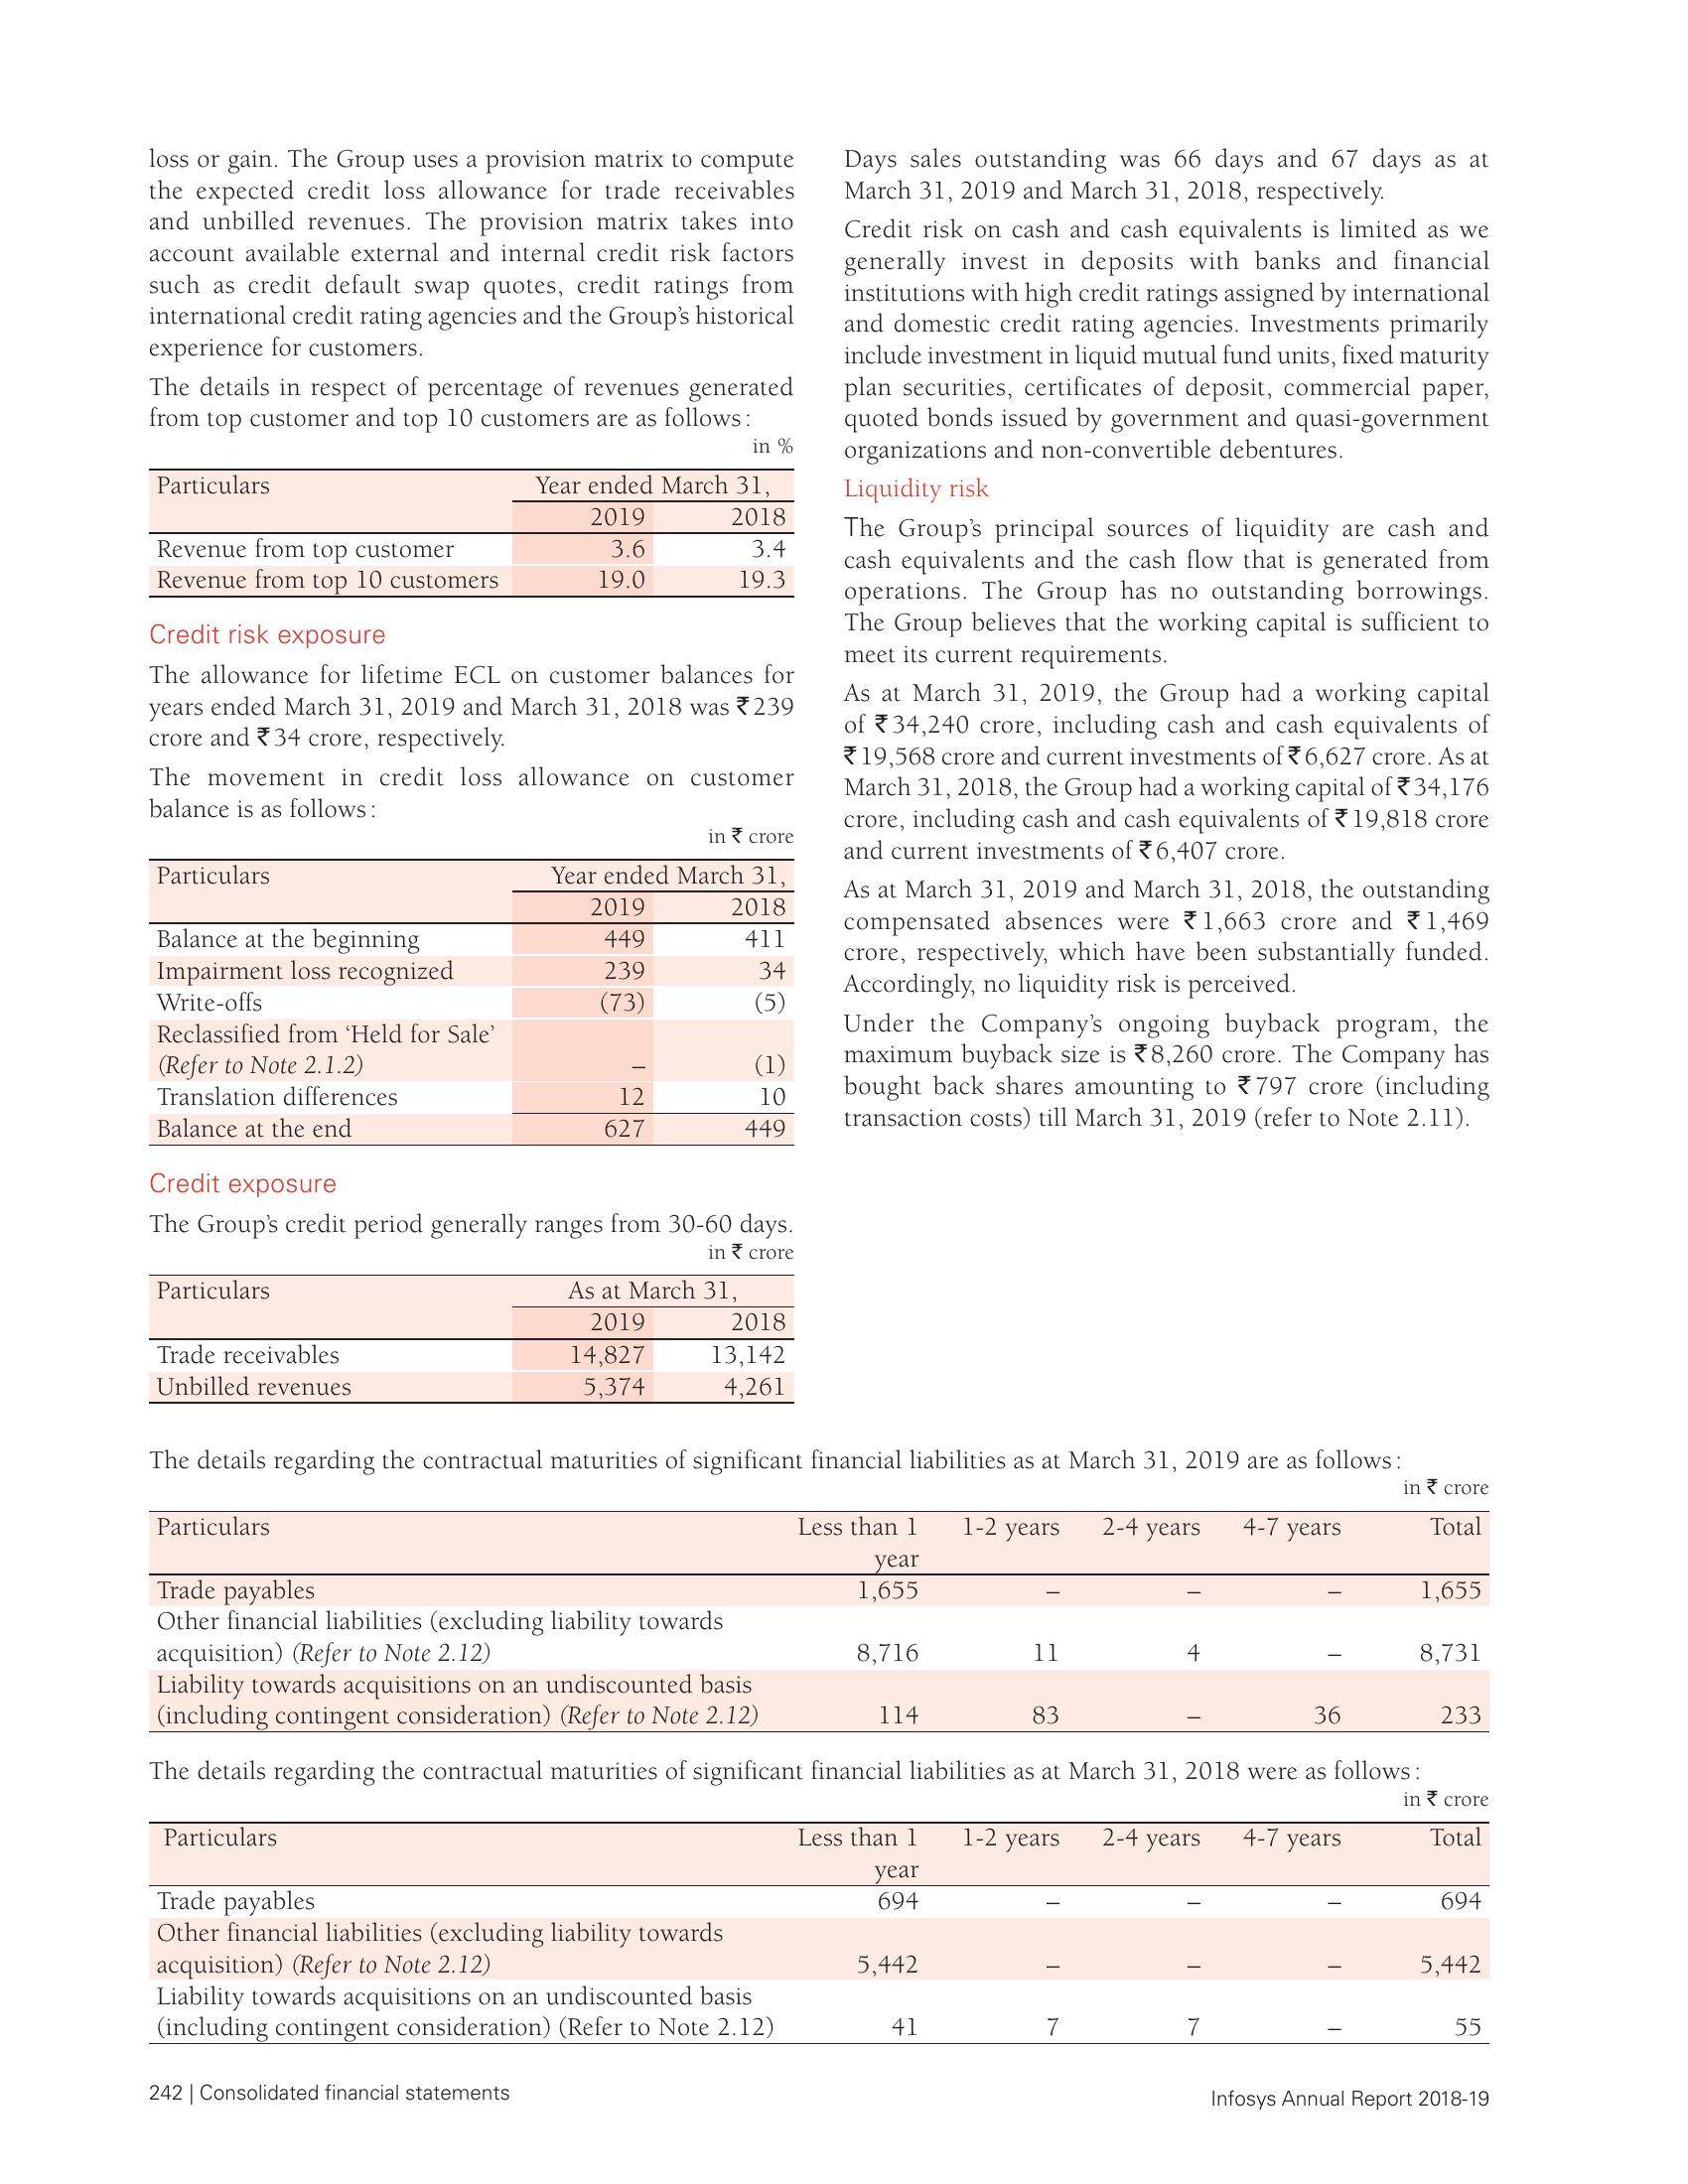 loss or gain. The Group uses a provision matrix to compute
the expected credit loss allowance for trade receivables
and unbilled revenues. The provision matrix takes into
account available external and internal credit risk factors
such as credit default swap quotes, credit ratings from
international credit rating agencies and the Group's historical
experience for customers.
The details in respect of percentage of revenues generated
from top customer and top 10 customers are as follows:
in %
Particulars Year ended March 31,
2019 2018
Revenue from top customer 3.6 3.4
Revenue from top 10 customers 19.0 19.3
Credit risk exposure
The allowance for lifetime ECL on customer balances for
years ended March 31, 2019 and March 31, 2018 was ₹239
crore and ₹34 crore, respectively.
The movement in credit loss allowance on customer
balance is as follows:
in ₹ crore
Particulars Year ended March 31,
2019 2018
Balance at the beginning 449 411
Impairment loss recognized 239 34
Write-offs (73) (5)
Reclassified from 'Held for Sale'
(Refer to Note 2.1.2) – (1)
Translation differences 12 10
Balance at the end 627 449
Credit exposure
The Group's credit period generally ranges from 30-60 days.
in ₹ crore
Particulars As at March 31,
2019 2018
Trade receivables 14,827 13,142
Unbilled revenues 5,374 4,261
Days sales outstanding was 66 days and 67 days as at
March 31, 2019 and March 31, 2018, respectively.
Credit risk on cash and cash equivalents is limited as we
generally invest in deposits with banks and financial
institutions with high credit ratings assigned by international
and domestic credit rating agencies. Investments primarily
include investment in liquid mutual fund units, fixed maturity
plan securities, certificates of deposit, commercial paper,
quoted bonds issued by government and quasi-government
organizations and non-convertible debentures.
Liquidity risk
The Group's principal sources of liquidity are cash and
cash equivalents and the cash flow that is generated from
operations. The Group has no outstanding borrowings.
The Group believes that the working capital is sufficient to
meet its current requirements.
As at March 31, 2019, the Group had a working capital
of ₹34,240 crore, including cash and cash equivalents of
₹19,568 crore and current investments of ₹6,627 crore. As at
March 31, 2018, the Group had a working capital of ₹34,176
crore, including cash and cash equivalents of ₹19,818 crore
and current investments of ₹6,407 crore.
As at March 31, 2019 and March 31, 2018, the outstanding
compensated absences were ₹1,663 crore and ₹1,469
crore, respectively, which have been substantially funded.
Accordingly, no liquidity risk is perceived.
Under the Company's ongoing buyback program, the
maximum buyback size is ₹8,260 crore. The Company has
bought back shares amounting to ₹797 crore (including
transaction costs) till March 31, 2019 (refer to Note 2.11).
The details regarding the contractual maturities of significant financial liabilities as at March 31, 2019 are as follows:
in ₹ crore
Particulars Less than 1 1-2 years 2-4 years 4-7 years Total
year
Trade payables 1,655 – – – 1,655
Other financial liabilities (excluding liability towards
acquisition) (Refer to Note 2.12) 8,716 11 4 – 8,731
Liability towards acquisitions on an undiscounted basis
(including contingent consideration) (Refer to Note 2.12) 114 83 – 36 233
The details regarding the contractual maturities of significant financial liabilities as at March 31, 2018 were as follows:
in ₹ crore
Particulars Less than 1 1-2 years 2-4 years 4-7 years Total
year
Trade payables 694 – – – 694
Other financial liabilities (excluding liability towards
acquisition) (Refer to Note 2.12) 5,442 – – – 5,442
Liability towards acquisitions on an undiscounted basis
(including contingent consideration) (Refer to Note 2.12) 41 7 7 – 55
242 | Consolidated financial statements
Infosys Annual Report 2018-19